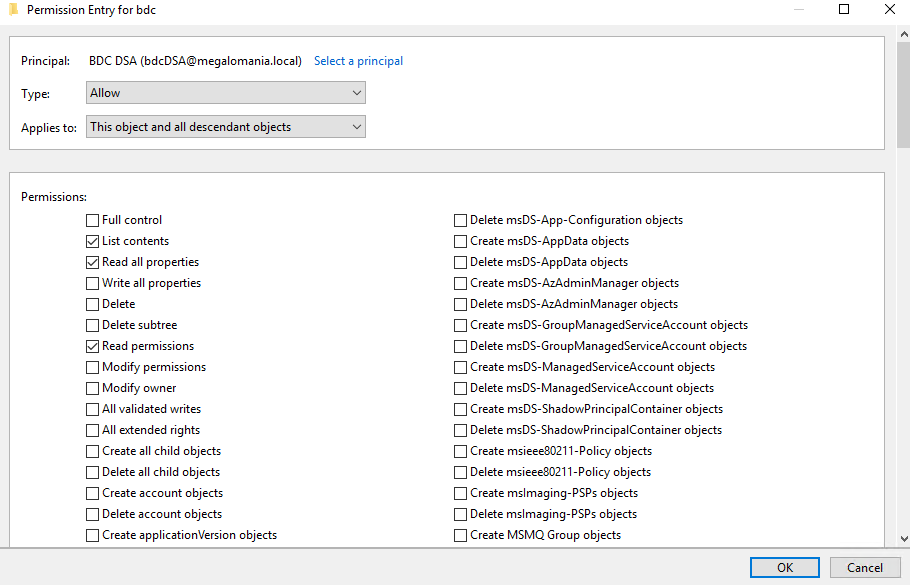 Permission Entry for bdc
Principal: BDC DSA (bdcDSA@megalomania.local) Select a principal
Type: Allow
Applies to: This object and all descendant objects
Permissions:
Full control
List contents
Read all properties
Write all properties
Delete
Delete subtree
Read permissions
Modify permissions
Modify owner
All validated writes
All extended rights
Create all child objects
Delete all child objects
Create account objects
Delete account objects
Create applicationVersion objects
Delete msDS-App-Configuration objects
Create msDS-AppData objects
Delete msDS-AppData objects
Create msDS-AzAdminManager objects
Delete msDS-AzAdminManager objects
Create msDS-GroupManagedServiceAccount objects
Delete msDS-GroupManagedServiceAccount objects
Create msDS-ManagedServiceAccount objects
Delete msDS-ManagedServiceAccount objects
Create msDS-ShadowPrincipalContainer objects
Delete msDS-ShadowPrincipalContainer objects
Create msieee80211-Policy objects
Delete msieee80211-Policy objects
Create msImaging-PSPs objects
Delete msImaging-PSPs objects
Create MSMQ Group objects
OK
Cancel